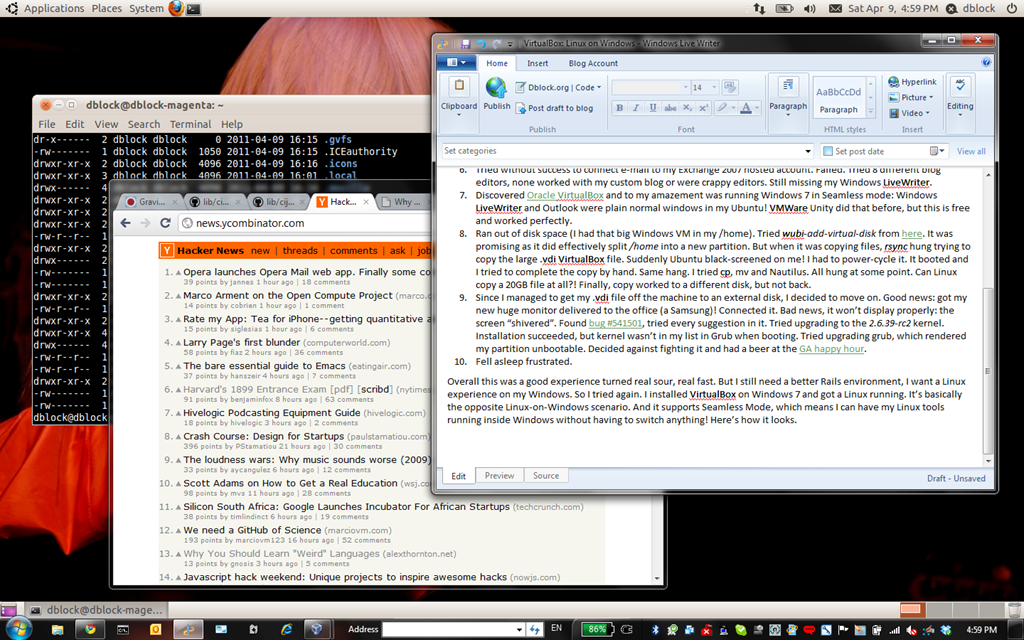 Applications Places System
Sat Apr 9, 4:59 PM dblock
dblock@dblock-magenta: ~
File Edit View Search Terminal Help
dr-x------ 2 dblock dblock 0 2011-04-09 16:15 .gvfs
-rw------- 1 dblock dblock 1050 2011-04-09 16:15 .ICEauthority
drwxr-xr-x 2 dblock dblock 4096 2011-04-09 16:16 .icons
drwxr-xr-x 3 dblock dblock 4096 2011-04-09 16:01 .local
drwx------ 4
drwxr-xr-x 2
drwxr-xr-x 2
drwx------
-rw-r--r-- 1
drwxr-xr-x 2
drwxr-xr-x
drwx------
-rw-r--r-- 1
-rw-------
dblock@dblock
Gravi...
lib/ci...
lib/cij...
Hack...
Why ...
news.ycombinator.com
Hacker News new | threads | comments | ask | job
1. Opera launches Opera Mail web app. Finally some co
39 points by jannes 1 hour ago | 18 comments
2. Marco Arment on the Open Compute Project (marco.
14 points by cobrien 1 hour ago | 1 comment
3. Rate my App: Tea for iPhone--getting quantitative a
15 points by siglesias 1 hour ago | 6 comments
4. Larry Page's first blunder (computerworld.com)
58 points by fiaz 2 hours ago | 36 comments
5. The bare essential guide to Emacs (eatingair.com)
37 points by hanszeir 4 hours ago | 7 comments
6. Harvard's 1899 Entrance Exam [pdf] [scribd] (nytimes
91 points by benjaminfox 8 hours ago | 63 comments
7. Hivelogic Podcasting Equipment Guide (hivelogic.com)
18 points by hivelogic 3 hours ago | 2 comments
8. Crash Course: Design for Startups (paulstamatiou.com)
396 points by PStamatiou 21 hours ago | 30 comments
9. The loudness wars: Why music sounds worse (2009)
33 points by aycangulez 6 hours ago | 12 comments
10. Scott Adams on How to Get a Real Education (wsj.co
98 points by mvs 11 hours ago | 28 comments
11. Silicon South Africa: Google Launches Incubator For African Startups (techcrunch.com)
38 points by timlindinct 6 hours ago | 19 comments
12. We need a GitHub of Science (marciovm.com)
193 points by marciovm123 16 hours ago | 52 comments
13. Why You Should Learn "Weird" Languages (alexthornton.net)
13 points by gnosis 3 hours ago | 5 comments
14. Javascript hack weekend: Unique projects to inspire awesome hacks (nowjs.com)
VirtualBox: Linux on Windows - Windows Live Writer
Home Insert Blog Account
Clipboard
Publish
Dblock.org | Code
Post draft to blog
Publish
14
B I U abc X₂ X² A
Font
Paragraph
AaBbCcDd
Paragraph
HTML styles
Hyperlink
Picture
Video
Insert
Editing
Set categories
Set post date
View all
6. Tried without success to connect e-mail to my Exchange 2007 hosted account. Failed. Tried 8 different blog
editors, none worked with my custom blog or were crappy editors. Still missing my Windows LiveWriter.
7. Discovered Oracle VirtualBox and to my amazement was running Windows 7 in Seamless mode: Windows
LiveWriter and Outlook were plain normal windows in my Ubuntu! VMWare Unity did that before, but this is free
and worked perfectly.
8. Ran out of disk space (I had that big Windows VM in my /home). Tried wubi-add-virtual-disk from here. It was
promising as it did effectively split /home into a new partition. But when it was copying files, rsync hung trying to
copy the large .vdi VirtualBox file. Suddenly Ubuntu black-screened on me! I had to power-cycle it. It booted and
I tried to complete the copy by hand. Same hang. I tried cp, mv and Nautilus. All hung at some point. Can Linux
copy a 20GB file at all?! Finally, copy worked to a different disk, but not back.
9. Since I managed to get my .vdi file off the machine to an external disk, I decided to move on. Good news: got my
new huge monitor delivered to the office (a Samsung)! Connected it. Bad news, it won't display properly: the
screen “shivered”. Found bug #541501, tried every suggestion in it. Tried upgrading to the 2.6.39-rc2 kernel.
Installation succeeded, but kernel wasn't in my list in Grub when booting. Tried upgrading grub, which rendered
my partition unbootable. Decided against fighting it and had a beer at the GA happy hour.
10. Fell asleep frustrated.
Overall this was a good experience turned real sour, real fast. But I still need a better Rails environment, I want a Linux
experience on my Windows. So I tried again. I installed VirtualBox on Windows 7 and got a Linux running. It's basically
the opposite Linux-on-Windows scenario. And it supports Seamless Mode, which means I can have my Linux tools
running inside Windows without having to switch anything! Here's how it looks.
Edit Preview Source
Draft - Unsaved
dblock@dblock-mage...
Address
EN
86%
4:59 PM